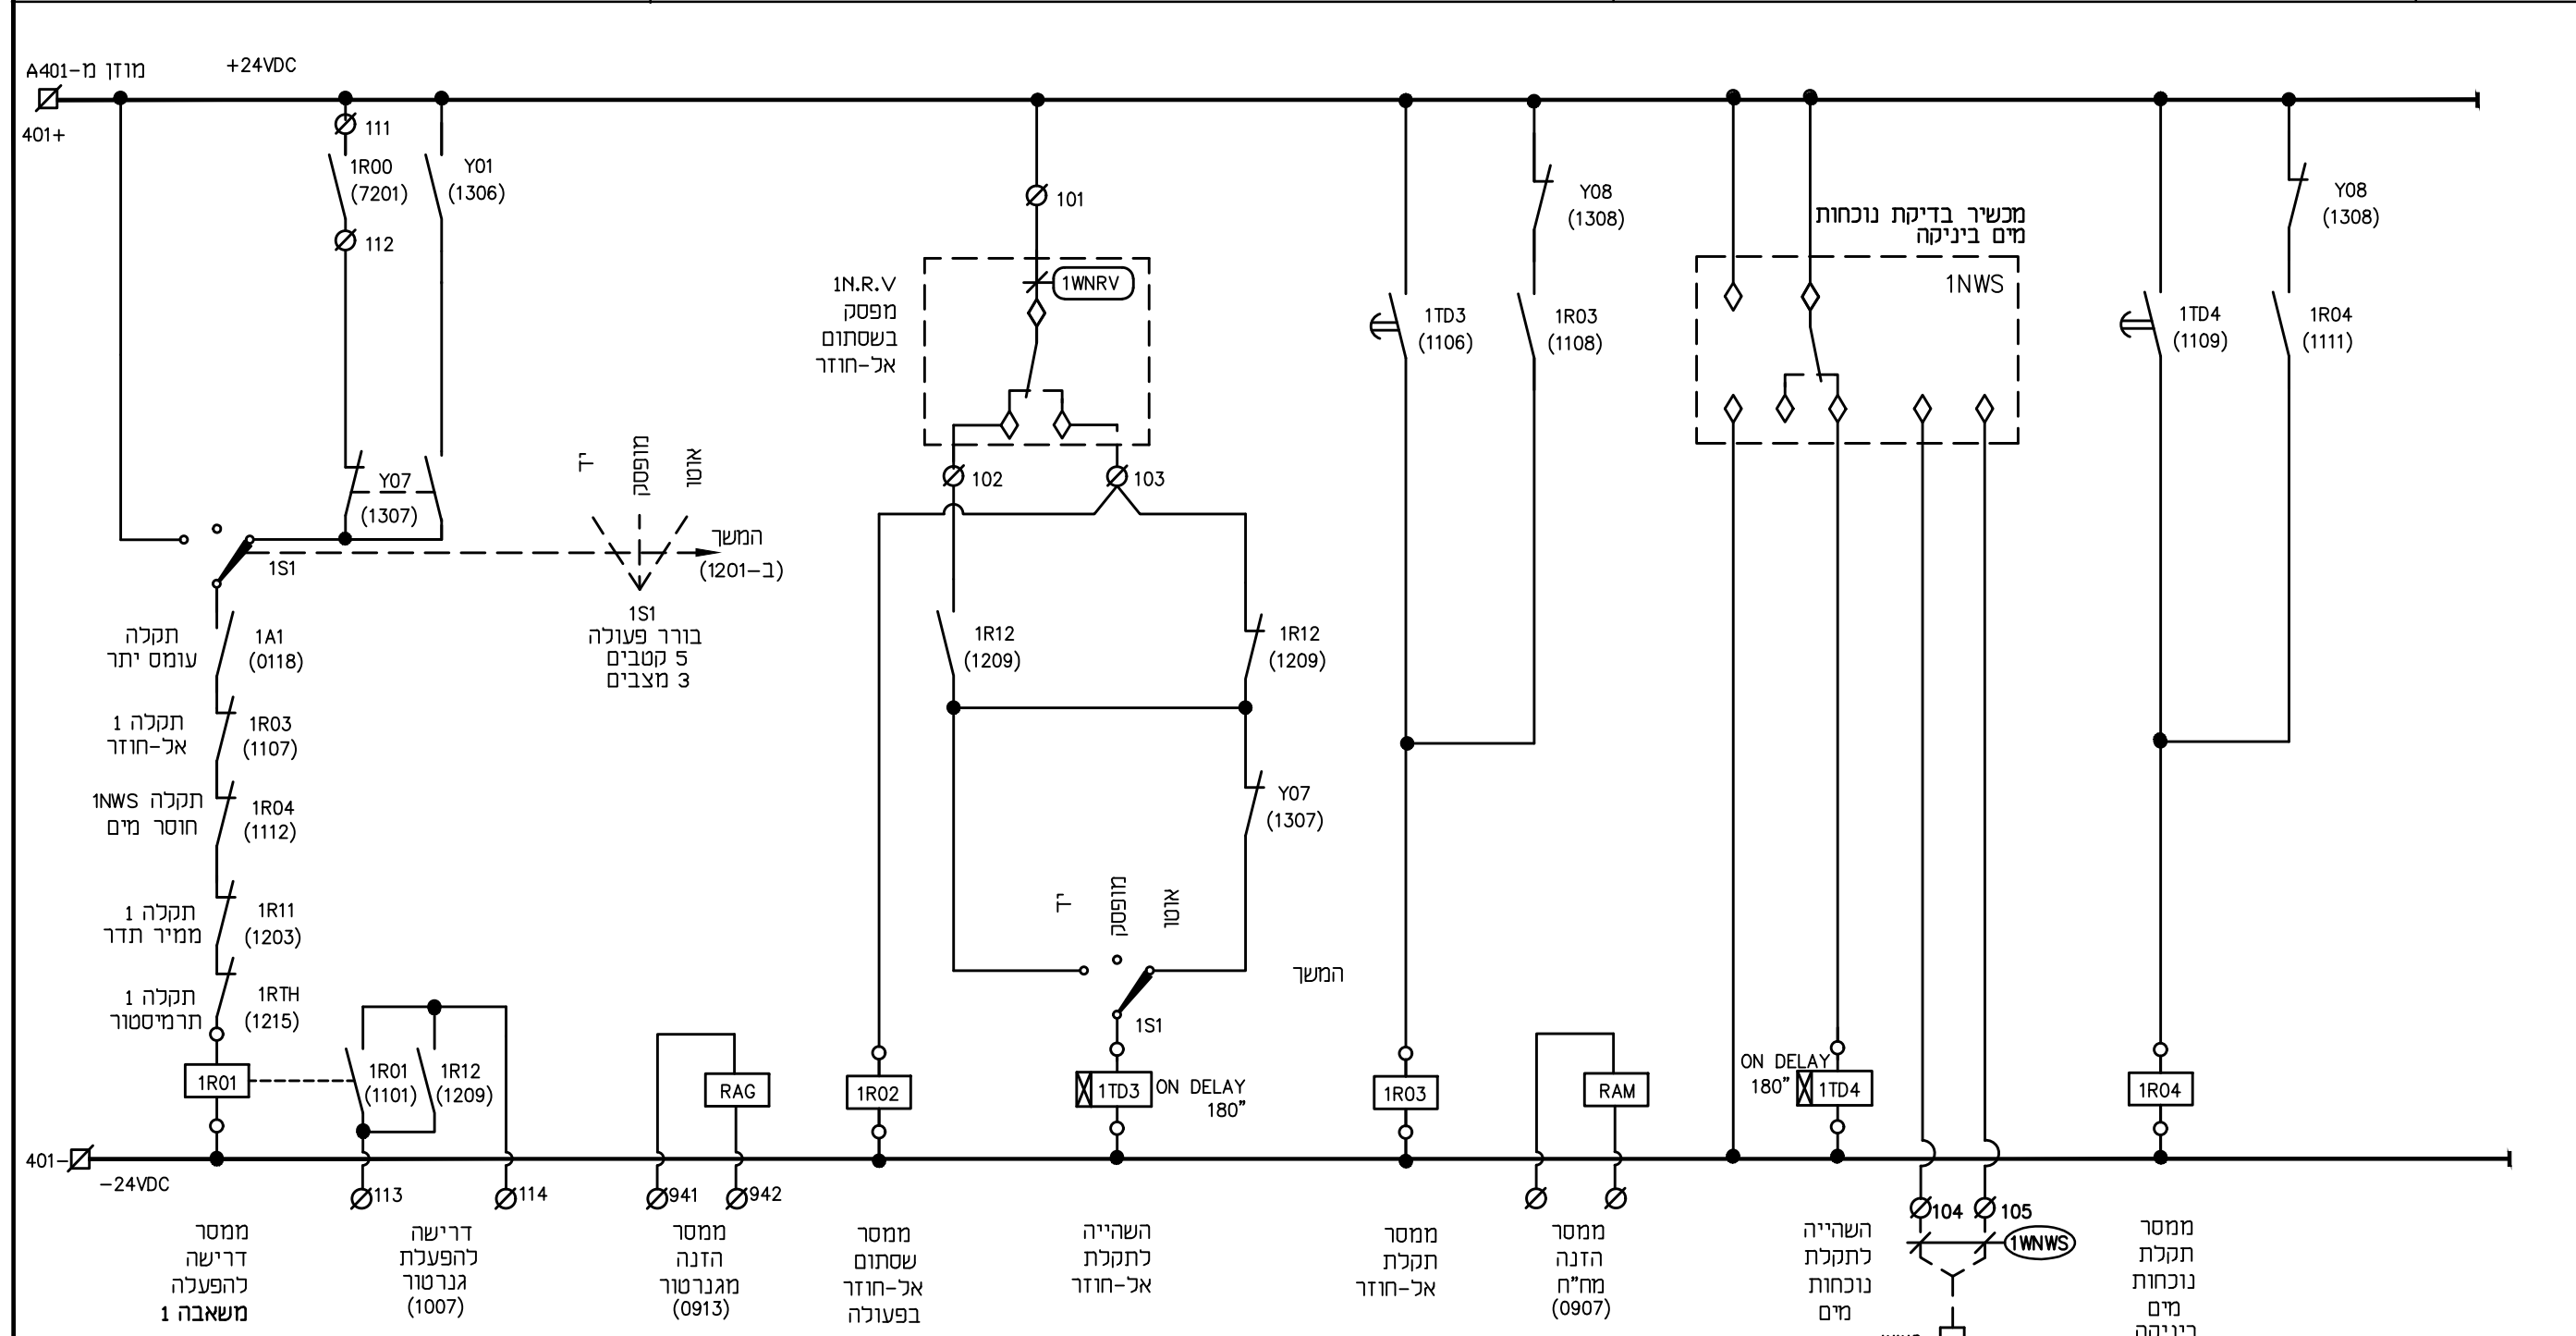 מוזן מ-A401
+24VDC
401+
111
1R00
(7201)
112
Y01
(1306)
Y07
(1307)
1S1
יד
מופסק
אוטו
המשך
(ב-1201)
1S1
בורר פעולה
5 קטבים
3 מצבים
תקלה
עומס יתר
1A1
(0118)
תקלה 1
אל-חוזר
1R03
(1107)
תקלה 1NWS
חוסר מים
1R04
(1112)
תקלה 1
ממיר תדר
1R11
(1203)
תקלה 1
תרמיסטור
1RTH
(1215)
1R01
1R01
(1101)
1R12
(1209)
RAG
401-
-24VDC
113
114
941
942
ממסר
דרישה
להפעלה
משאבה 1
דרישה
להפעלת
גנרטור
(1007)
ממסר
הזנה
מגנרטור
(0913)
101
1WNRV
1N.R.V
מפסק
בשסתום
אל-חוזר
102
103
1R12
(1209)
1R12
(1209)
Y07
(1307)
יד
מופסק
אוטו
המשך
1S1
1R02
1TD3
ON DELAY
180”
ממסר
שסתום
אל-חוזר
בפעולה
השהייה
לתקלת
אל-חוזר
1TD3
(1106)
Y08
(1308)
1R03
(1108)
1R03
RAM
ממסר
תקלת
אל-חוזר
ממסר
הזנה
מח”ח
(0907)
מכשיר בדיקת נוכחות
מים ביניקה
1NWS
ON DELAY
180”
1TD4
השהייה
לתקלת
נוכחות
מים
104
105
1WNWS
1TD4
(1109)
Y08
(1308)
1R04
(1111)
1R04
ממסר
תקלת
נוכחות
מים
ביניקה